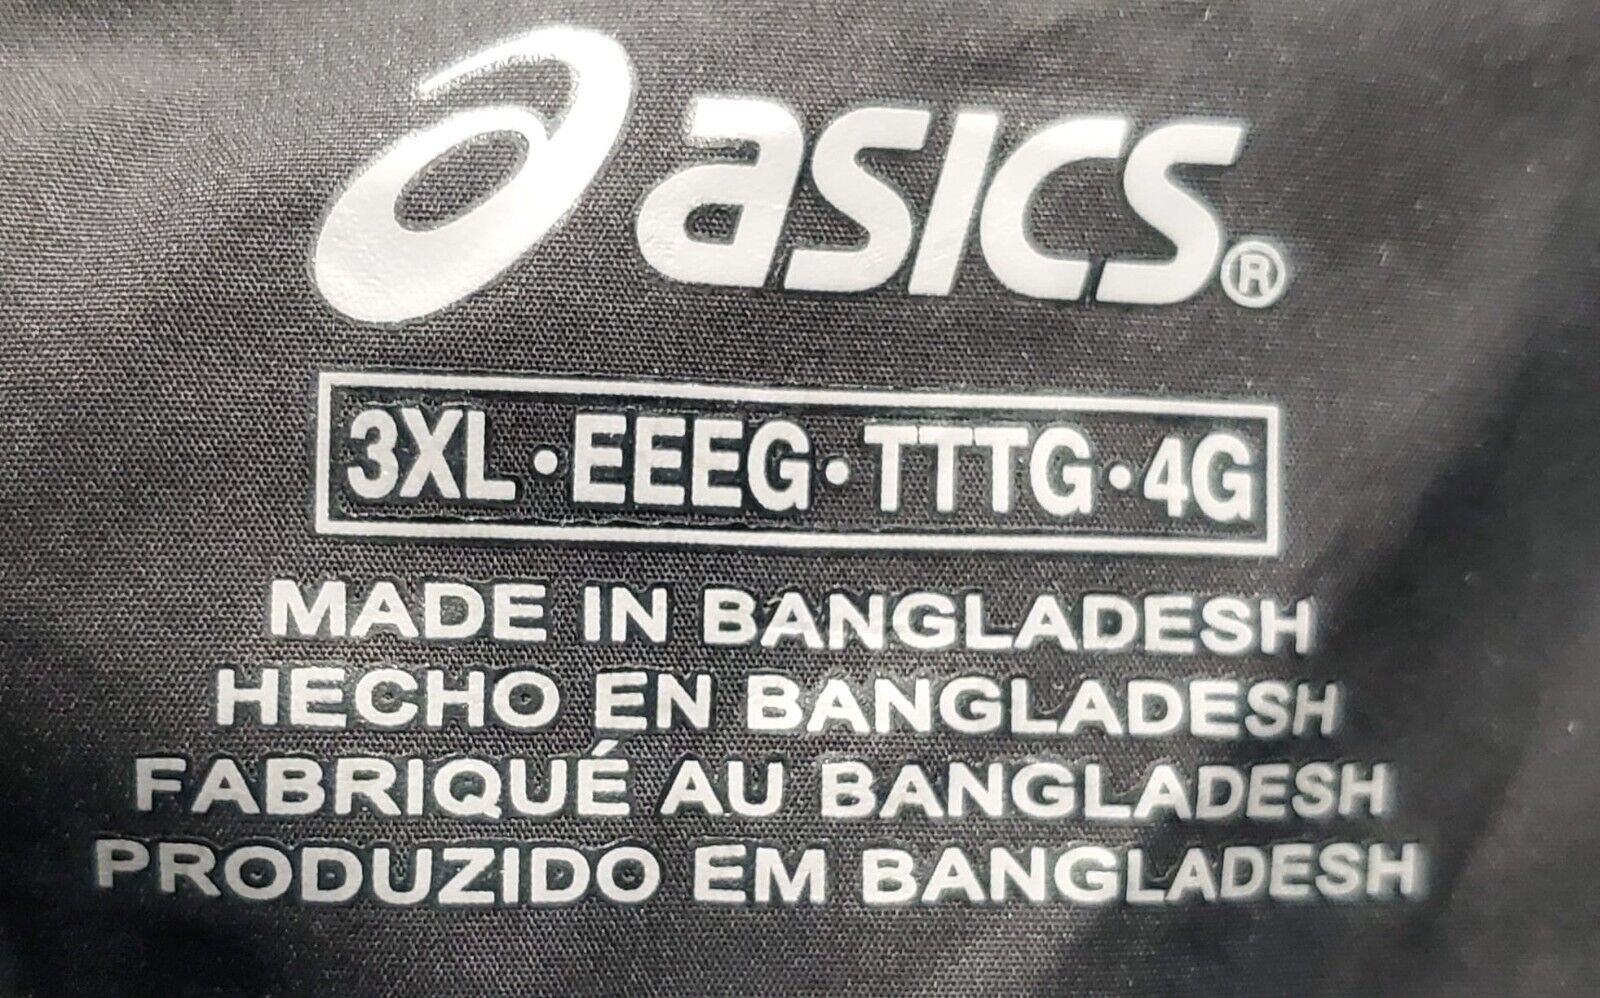 asics®
3XL·EEEG·TTTG·4G
MADE IN BANGLADESH
HECHO EN BANGLADESH
FABRIQUÉ AU BANGLADESH
PRODUZIDO EM BANGLADESH